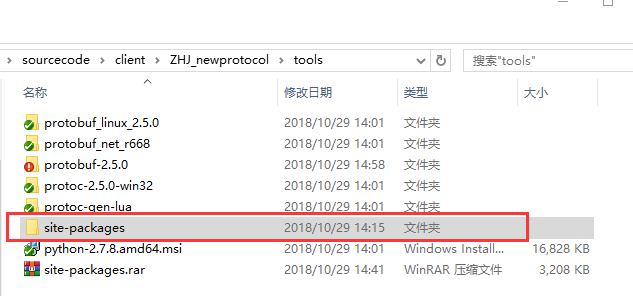 sourcecode > client > ZHJ_newprotocol > tools 搜索"tools"
名称 修改日期 类型 大小
protobuf_linux_2.5.0 2018/10/29 14:01 文件夹
protobuf_net_r668 2018/10/29 14:01 文件夹
protobuf-2.5.0 2018/10/29 14:58 文件夹
protoc-2.5.0-win32 2018/10/29 14:01 文件夹
protoc-gen-lua 2018/10/29 14:01 文件夹
site-packages 2018/10/29 14:15 文件夹
python-2.7.8.amd64.msi 2018/10/29 14:01 Windows Install... 16,828 KB
site-packages.rar 2018/10/29 14:41 WinRAR 压缩文件 3,208 KB